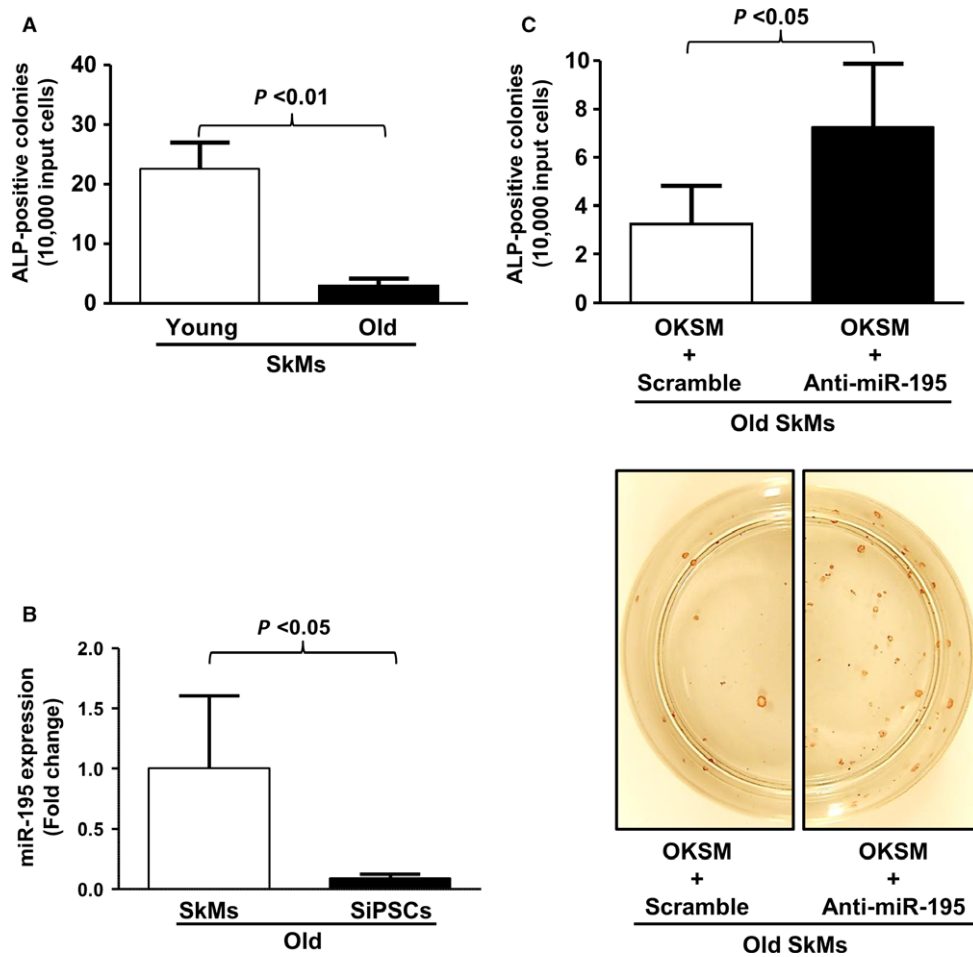 A
P <0.01
ALP-positive colonies
(10,000 input cells)
40
30
20
10
0
Young Old
SkMs
B
P <0.05
miR-195 expression
(Fold change)
2.0
1.5
1.0
0.5
0.0
SkMs SiPSCs
Old
C
P <0.05
ALP-positive colonies
(10,000 input cells)
10
8
6
4
2
0
OKSM OKSM
+ +
Scramble Anti-miR-195
Old SkMs
OKSM OKSM
+ +
Scramble Anti-miR-195
Old SkMs